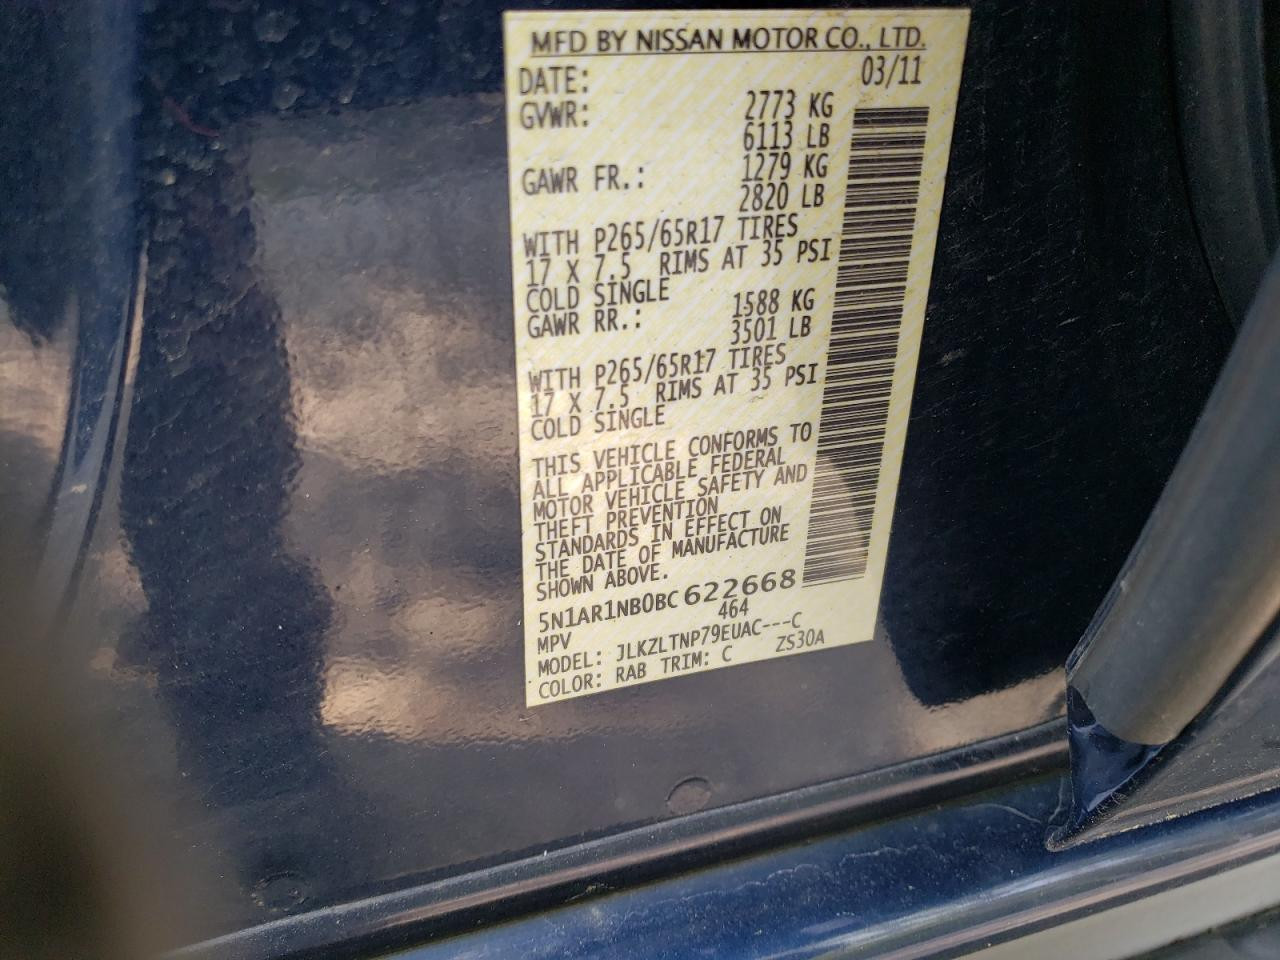 MFD BY NISSAN MOTOR CO., LTD.
DATE: 03/11
GVWR: 2773 KG
6113 LB
GAWR FR.: 1279 KG
2820 LB
WITH P265/65R17 TIRES
17 X 7.5 RIMS AT 35 PSI
COLD SINGLE
GAWR RR.: 1588 KG
3501 LB
WITH P265/65R17 TIRES
17 X 7.5 RIMS AT 35 PSI
COLD SINGLE
THIS VEHICLE CONFORMS TO
ALL APPLICABLE FEDERAL
MOTOR VEHICLE SAFETY AND
THEFT PREVENTION
STANDARDS IN EFFECT ON
THE DATE OF MANUFACTURE
SHOWN ABOVE.
5N1AR1NB0BC622668
MPV 464
MODEL: JLKZLTNP79EUAC---C
COLOR: RAB TRIM: C ZS30A